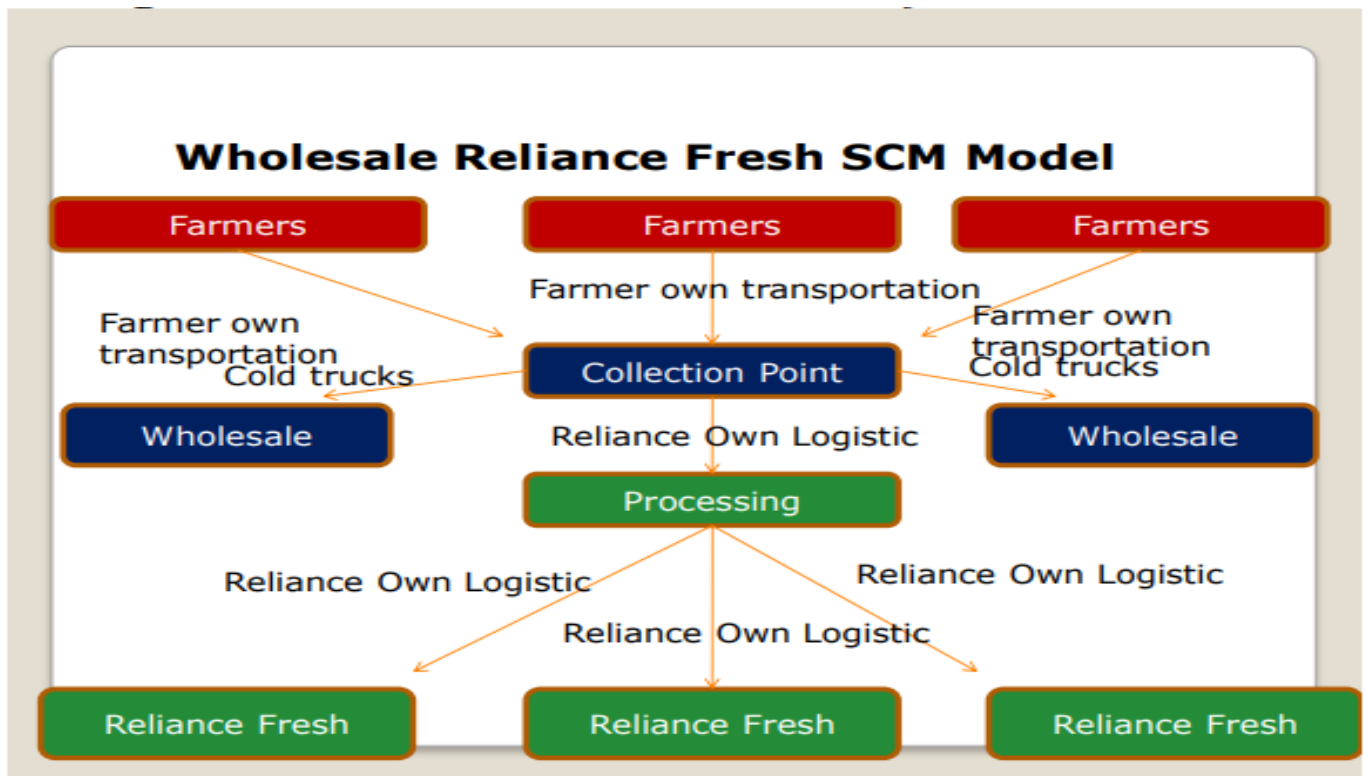 Wholesale Reliance Fresh SCM Model
Farmers
Farmers
Farmers
Farmer own transportation
Farmer own
transportation
Farmer own
transportation
Cold trucks
Cold trucks
Collection Point
Wholesale
Wholesale
Reliance Own Logistic
Processing
Reliance Own Logistic
Reliance Own Logistic
Reliance Own Logistic
Reliance Fresh
Reliance Fresh
Reliance Fresh